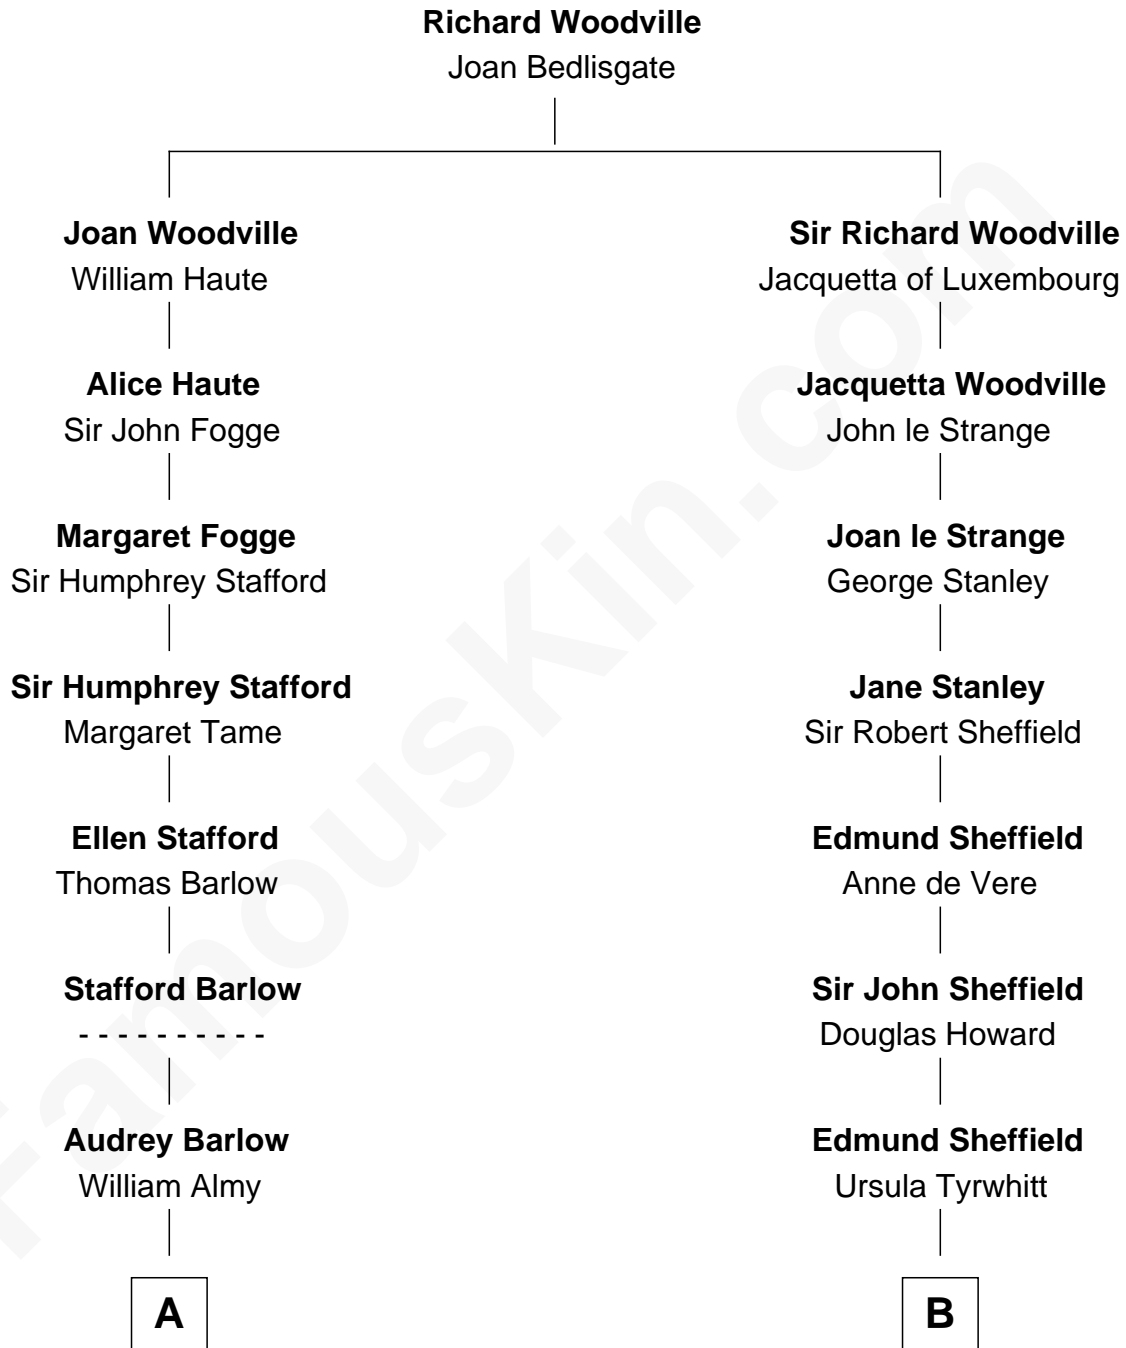 Richard Woodville
Joan Bedlisgate
Joan Woodville
William Haute
Sir Richard Woodville
Jacquetta of Luxembourg
Alice Haute
Sir John Fogge
Jacquetta Woodville
John le Strange
Margaret Fogge
Sir Humphrey Stafford
Joan le Strange
George Stanley
Sir Humphrey Stafford
Margaret Tame
Jane Stanley
Sir Robert Sheffield
Ellen Stafford
Thomas Barlow
Edmund Sheffield
Anne de Vere
Stafford Barlow
- - - - - - - - - -
Sir John Sheffield
Douglas Howard
Audrey Barlow
William Almy
Edmund Sheffield
Ursula Tyrwhitt
A
B
FamousKin.com